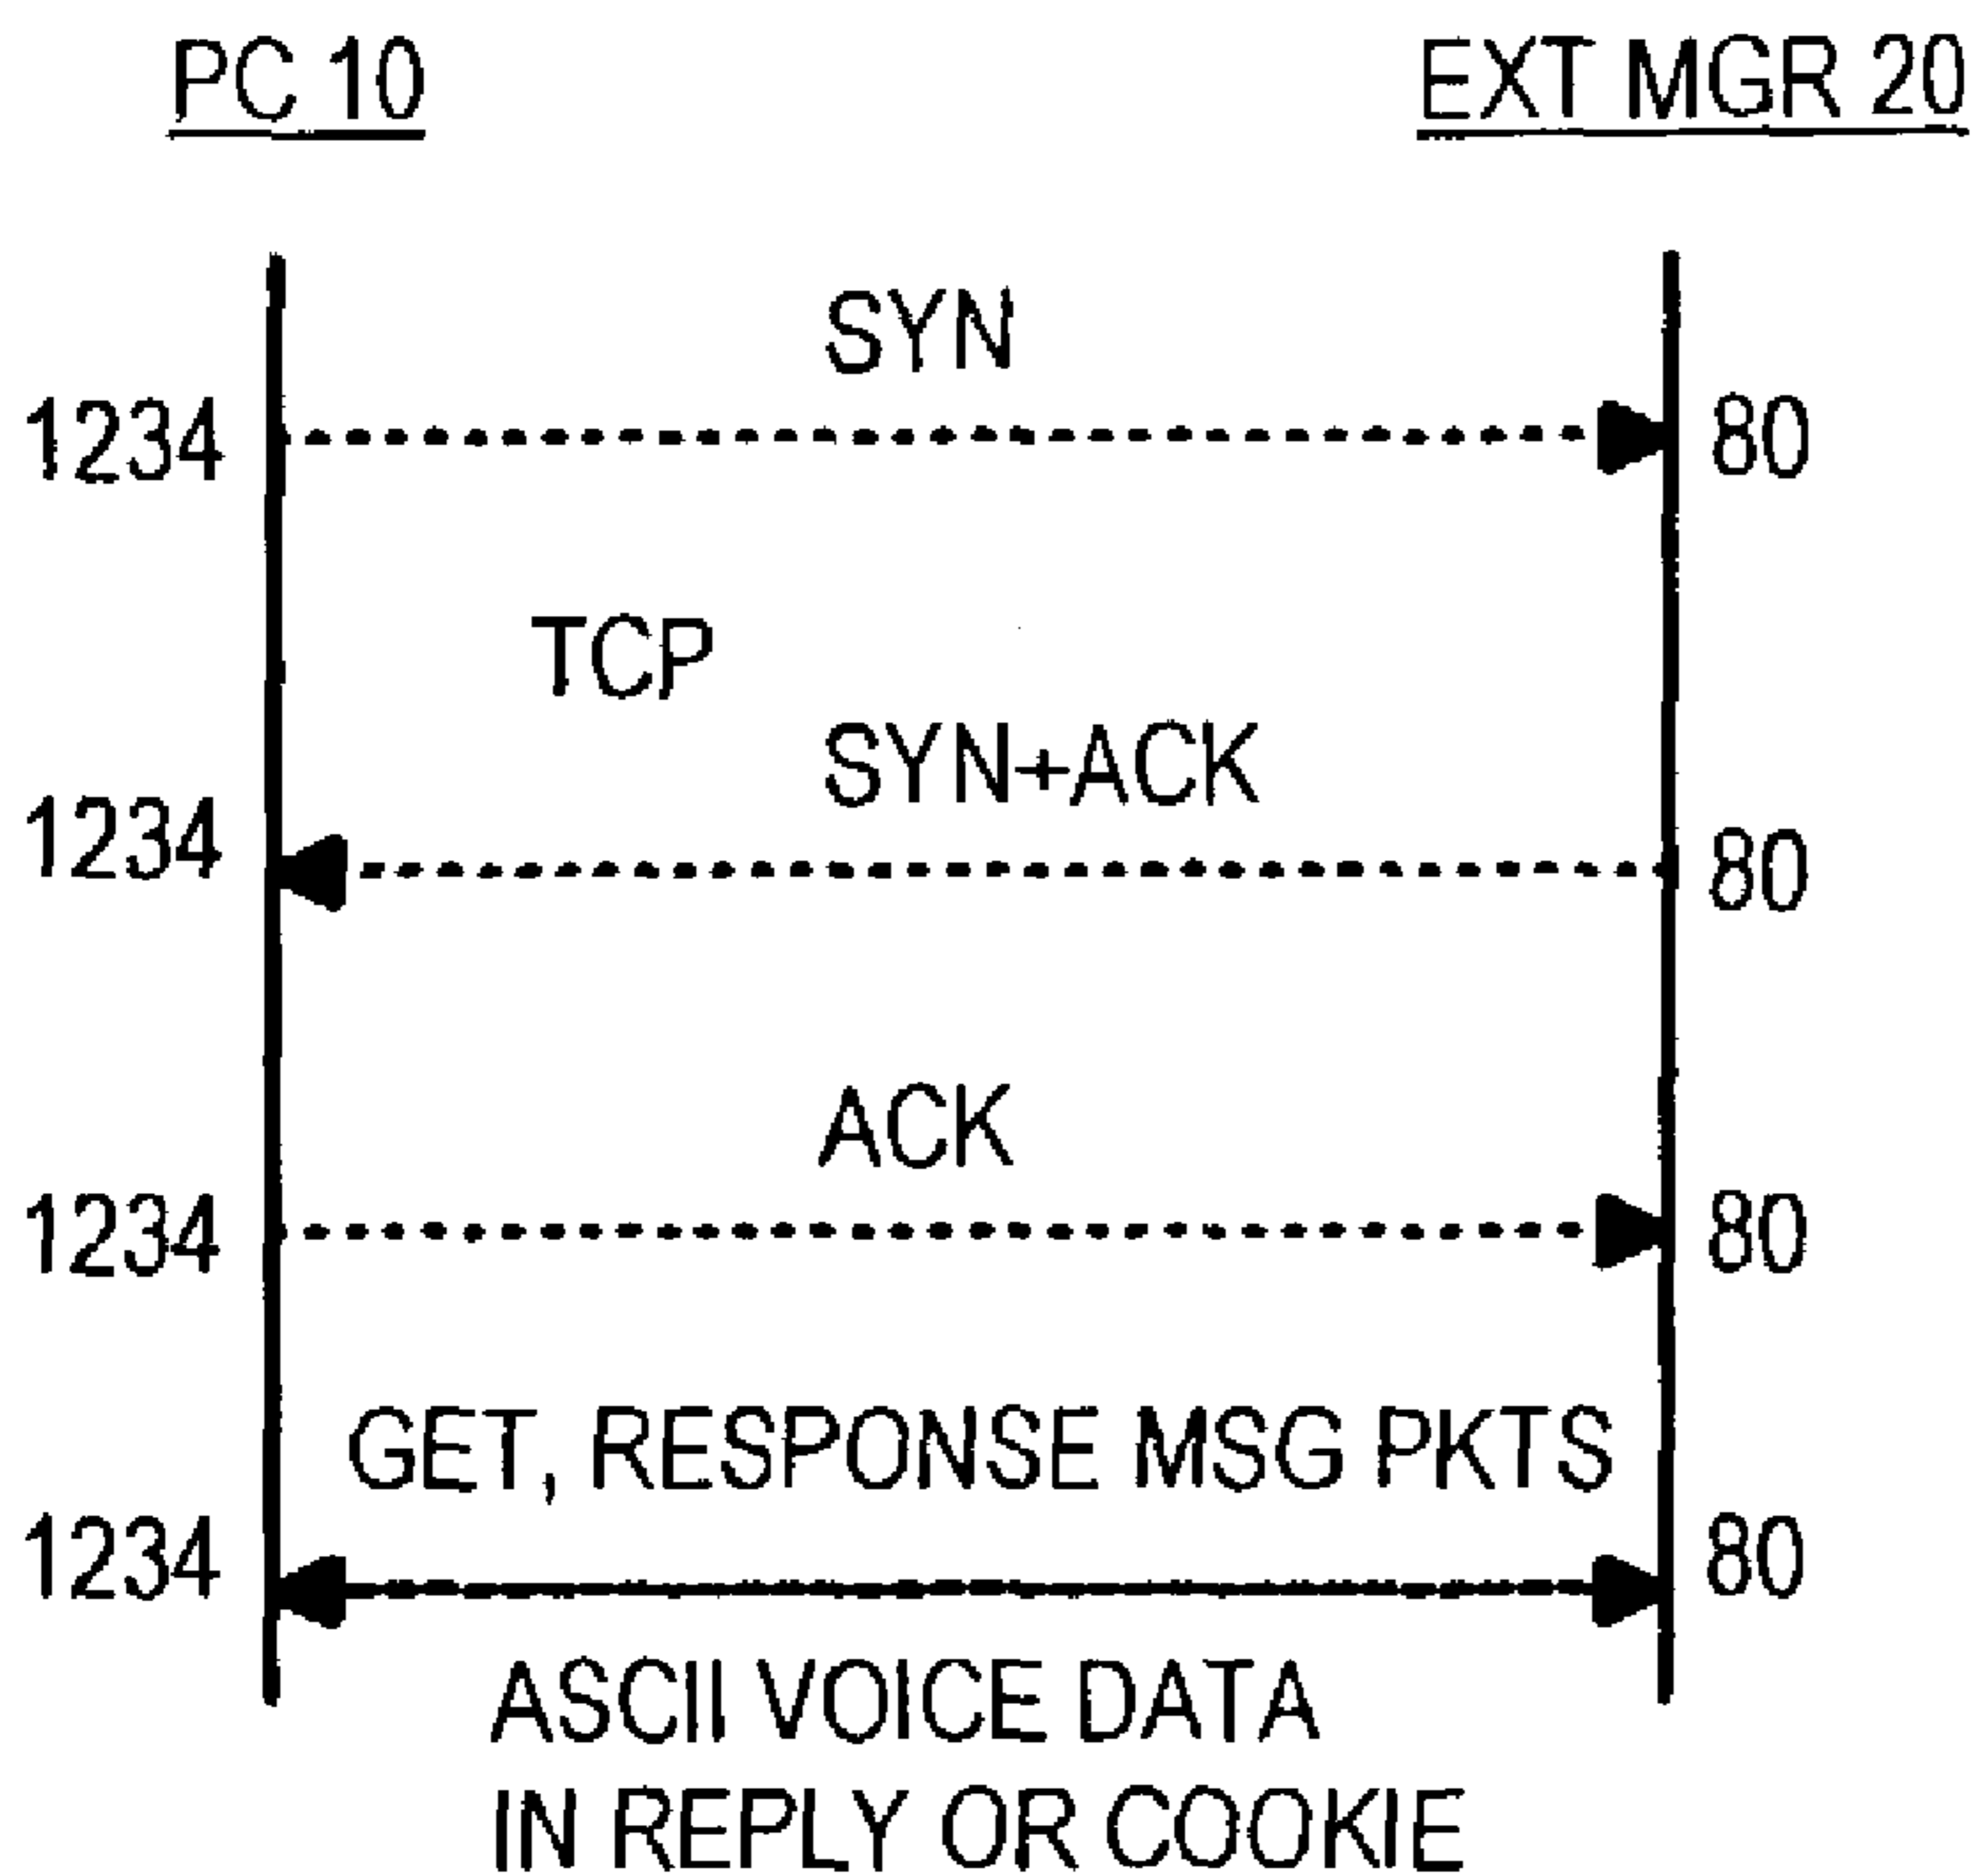 PC 10 EXT MGR 20
SYN
1234 80
TCP
SYN+ACK
1234 80
ACK
1234 80
GET, RESPONSE MSG PKTS
1234 80
ASCII VOICE DATA
IN REPLY OR COOKIE